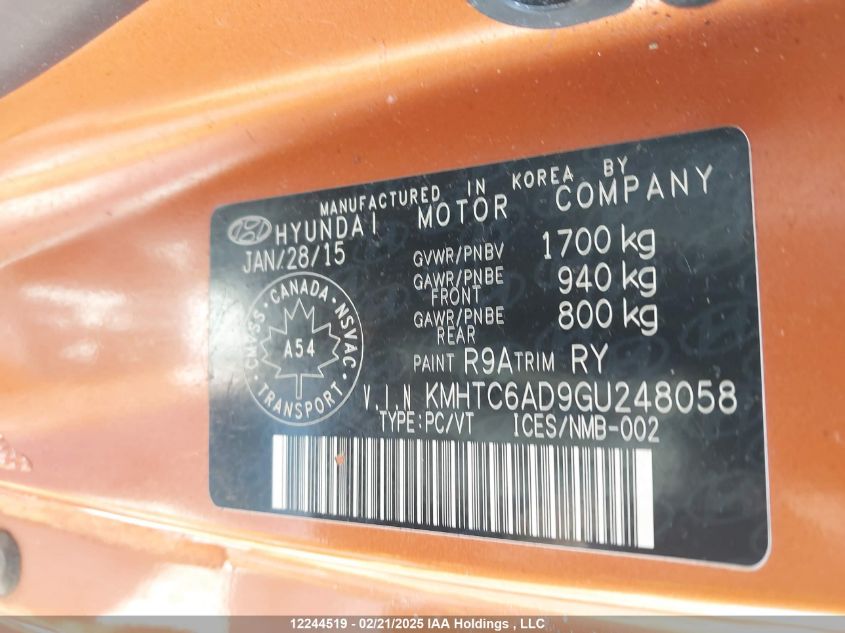 MANUFACTURED IN KOREA BY
HYUNDAI MOTOR COMPANY
JAN/28/15
GVWR/PNBV 1700 kg
GAWR/PNBE FRONT 940 kg
GAWR/PNBE REAR 800 kg
CANADA · NSVAC · TRANSPORT · CMVSS ·
A54
PAINT R9A TRIM RY
V.I.N KMHTC6AD9GU248058
TYPE:PC/VT ICES/NMB-002
12244519 - 02/21/2025 IAA Holdings , LLC